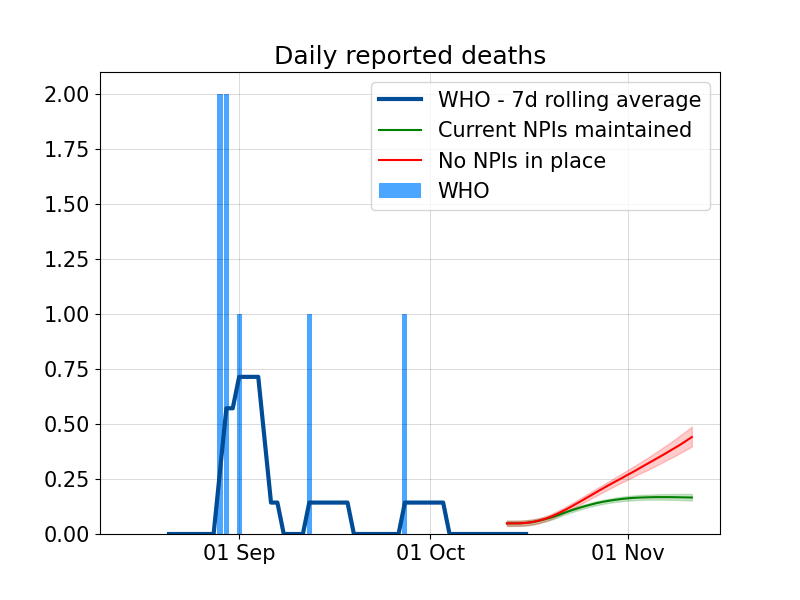 Daily reported deaths
WHO - 7d rolling average
Current NPIs maintained
No NPIs in place
WHO
2.00
1.75
1.50
1.25
1.00
0.75
0.50
0.25
0.00
01 Sep
01 Oct
01 Nov